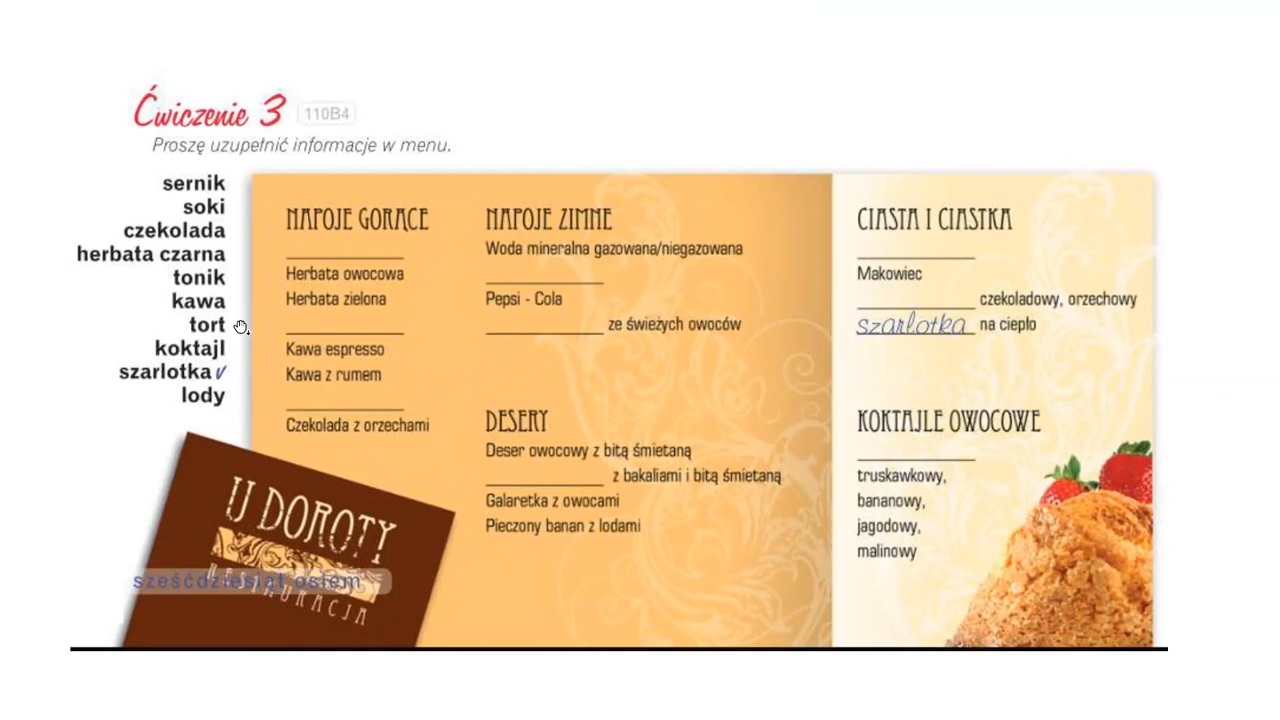 Ćwiczenie 3 110B4
Proszę uzupełnić informacje w menu.
sernik
soki
czekolada
herbata czarna
tonik
kawa
tort
koktajl
szarlotka v
lody
NAPOJE GORĄCE
Herbata owocowa
Herbata zielona
Kawa espresso
Kawa z rumem
Czekolada z orzechami
NAPOJE ZIMNE
Woda mineralna gazowana/niegazowana
Pepsi - Cola
ze świeżych owoców
DESERY
Deser owocowy z bitą śmietaną
z bakaliami i bitą śmietaną
Galaretka z owocami
Pieczony banan z lodami
CIASTA I CIASTKA
Makowiec
czekoladowy, orzechowy
szarlotka na ciepło
KOKTAJLE OWOCOWE
truskawkowy,
bananowy,
jagodowy,
malinowy
U DOROTY
RESTAURACJA
sześćdziesiąt osiem